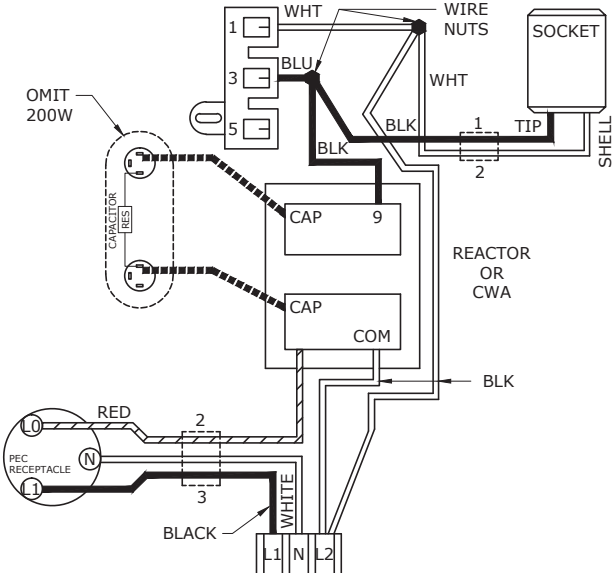 WHT
WIRE
NUTS
SOCKET
1
3
5
BLU
WHT
OMIT
200W
BLK
1
TIP
2
SHELL
BLK
CAPACITOR
RES
CAP
9
REACTOR
OR
CWA
CAP
COM
BLK
RED
L0
2
PEC
RECEPTACLE
N
L1
3
WHITE
BLACK
L1
N
L2